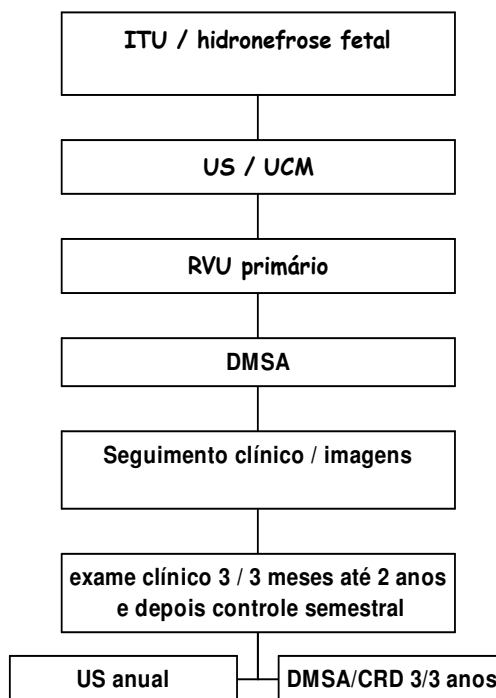 ITU / hidronefrose fetal
US / UCM
RVU primário
DMSA
Seguimento clínico / imagens
exame clínico 3 / 3 meses até 2 anos
e depois controle semestral
US anual
DMSA/CRD 3/3 anos